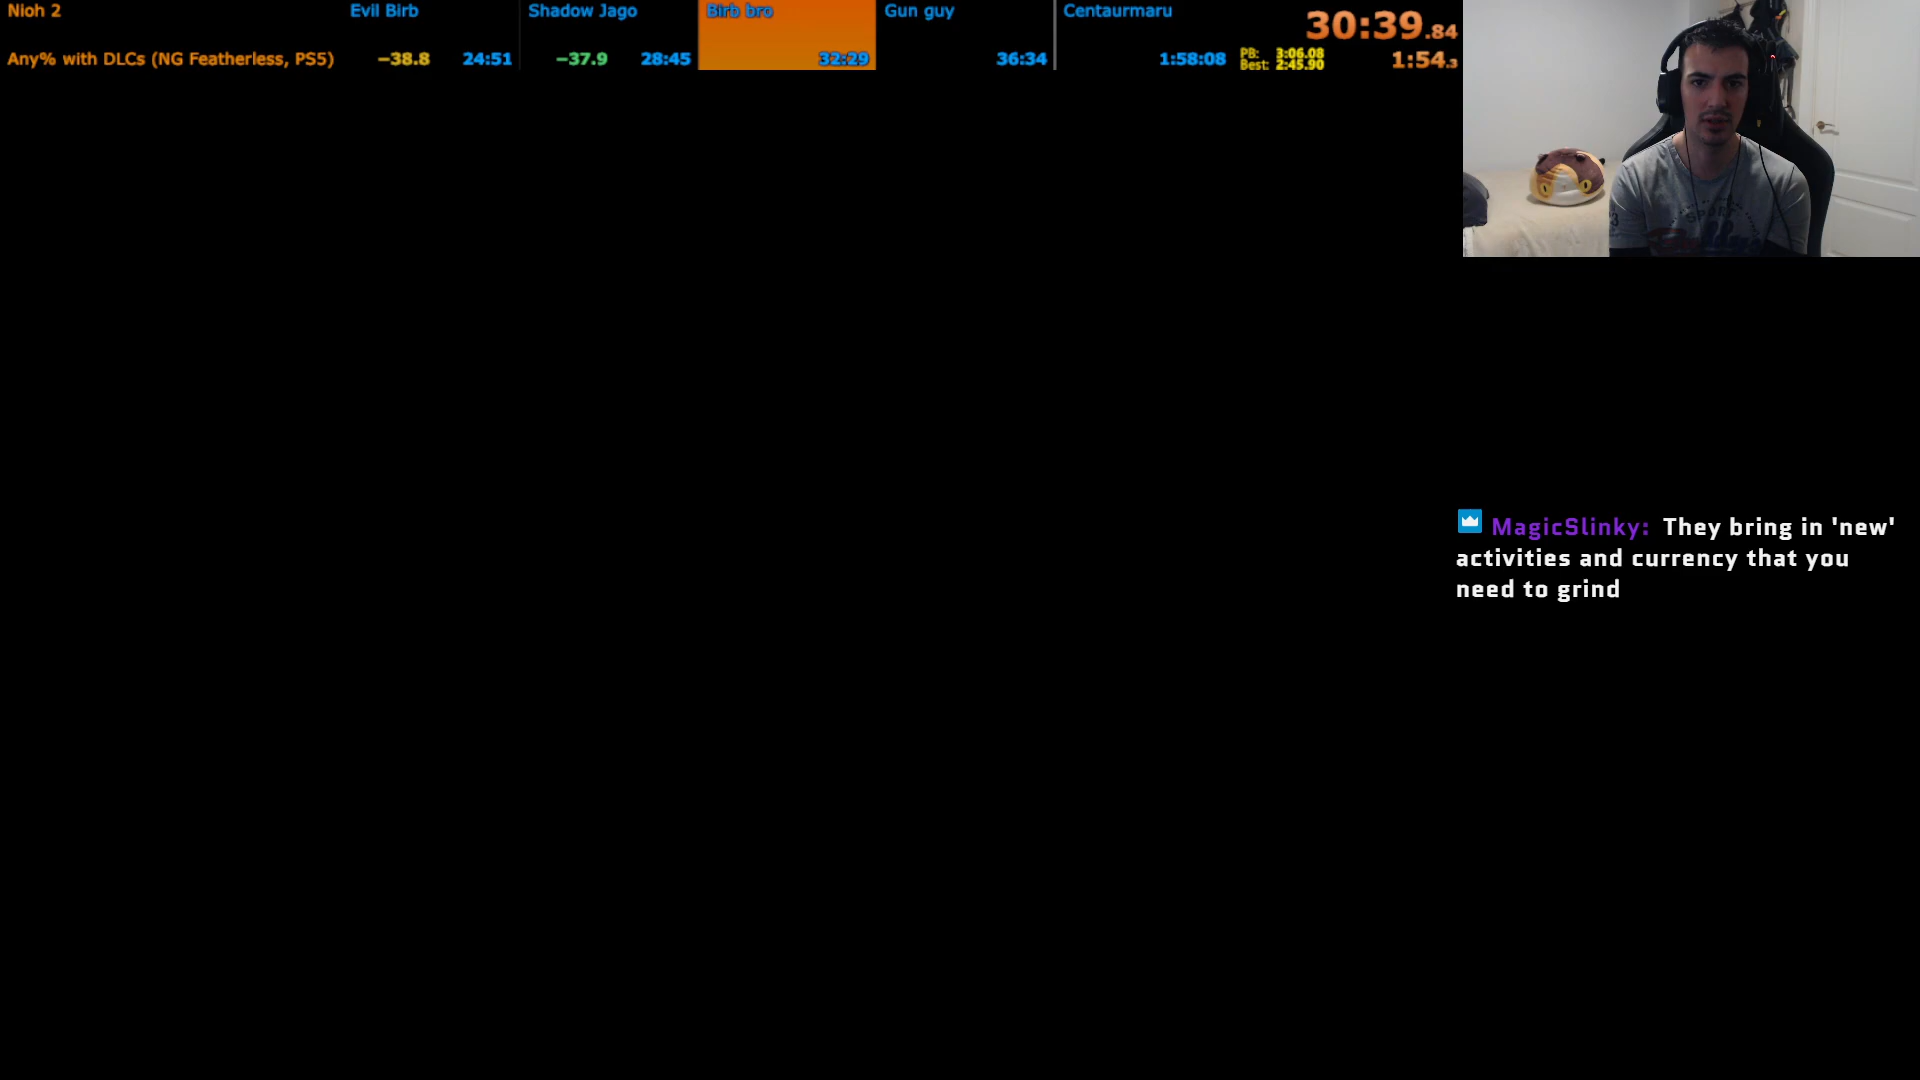 Nioh 2
Any% with DLCs (NG Featherless, PS5)
Evil Birb
−38.8 24:51
Shadow Jago
−37.9 28:45
Birb bro
32:29
Gun guy
36:34
Centaurmaru
1:58:08
30:39.84
PB: 3:06.08
Best: 2:45.90
1:54.3
SPORT
MagicSlinky: They bring in 'new'
activities and currency that you
need to grind